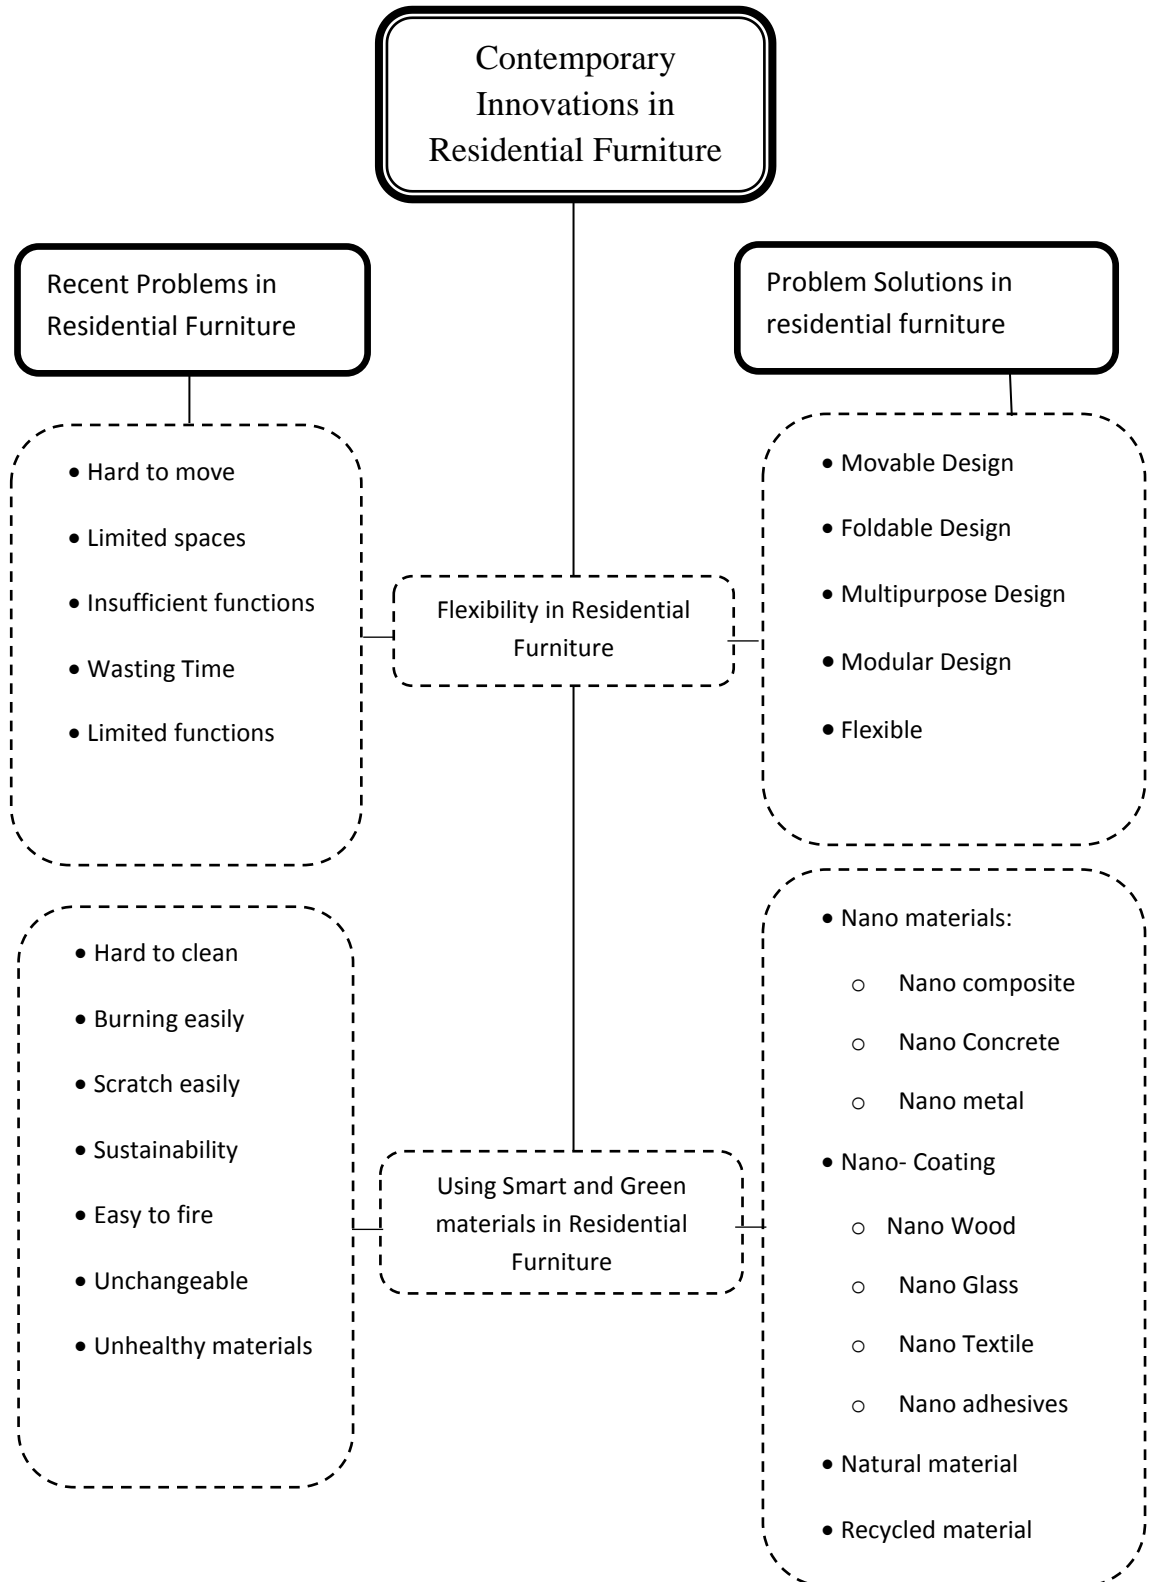 Contemporary
Innovations in
Residential Furniture
Recent Problems in
Residential Furniture
Problem Solutions in
residential furniture
• Hard to move
• Limited spaces
• Insufficient functions
• Wasting Time
• Limited functions
Flexibility in Residential
Furniture
• Movable Design
• Foldable Design
• Multipurpose Design
• Modular Design
• Flexible
• Hard to clean
• Burning easily
• Scratch easily
• Sustainability
• Easy to fire
• Unchangeable
• Unhealthy materials
Using Smart and Green
materials in Residential
Furniture
• Nano materials:
o Nano composite
o Nano Concrete
o Nano metal
• Nano- Coating
o Nano Wood
o Nano Glass
o Nano Textile
o Nano adhesives
• Natural material
• Recycled material